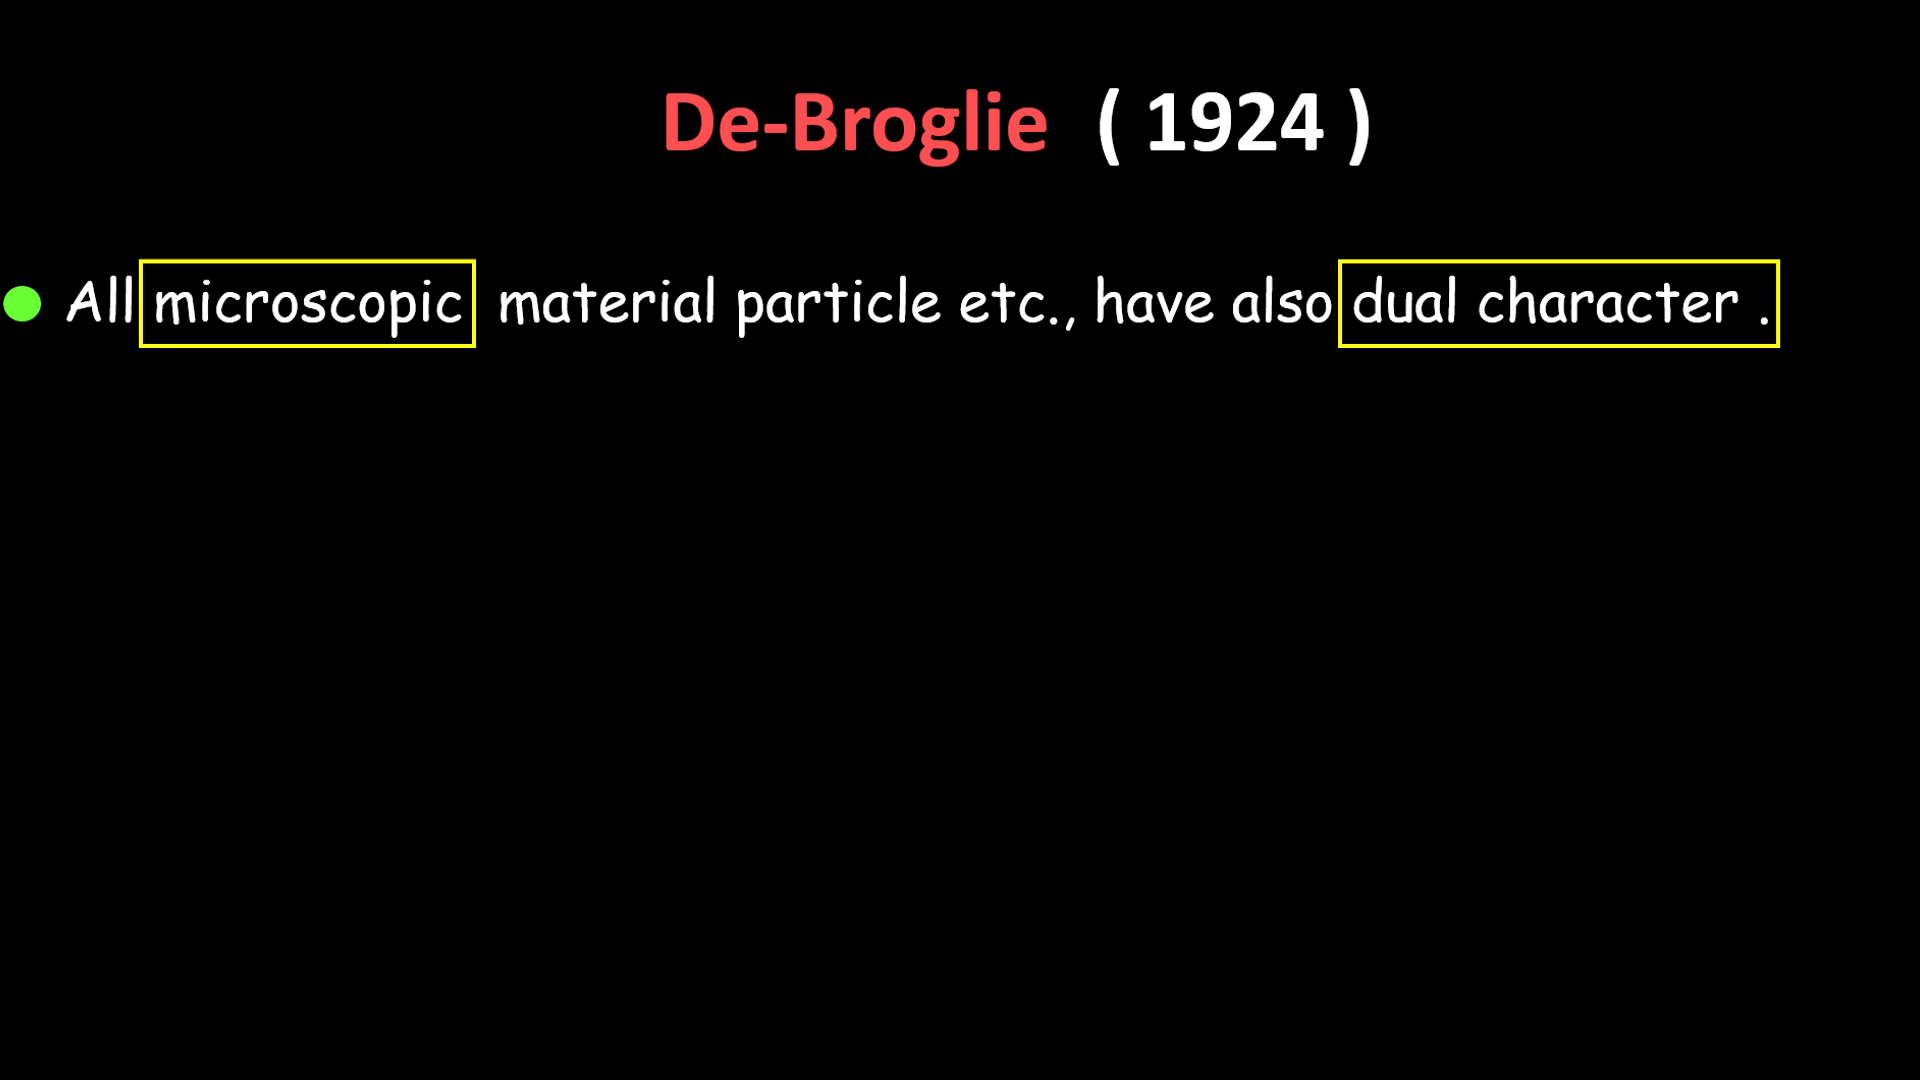 De-Broglie ( 1924 )
All microscopic material particle etc., have also dual character .